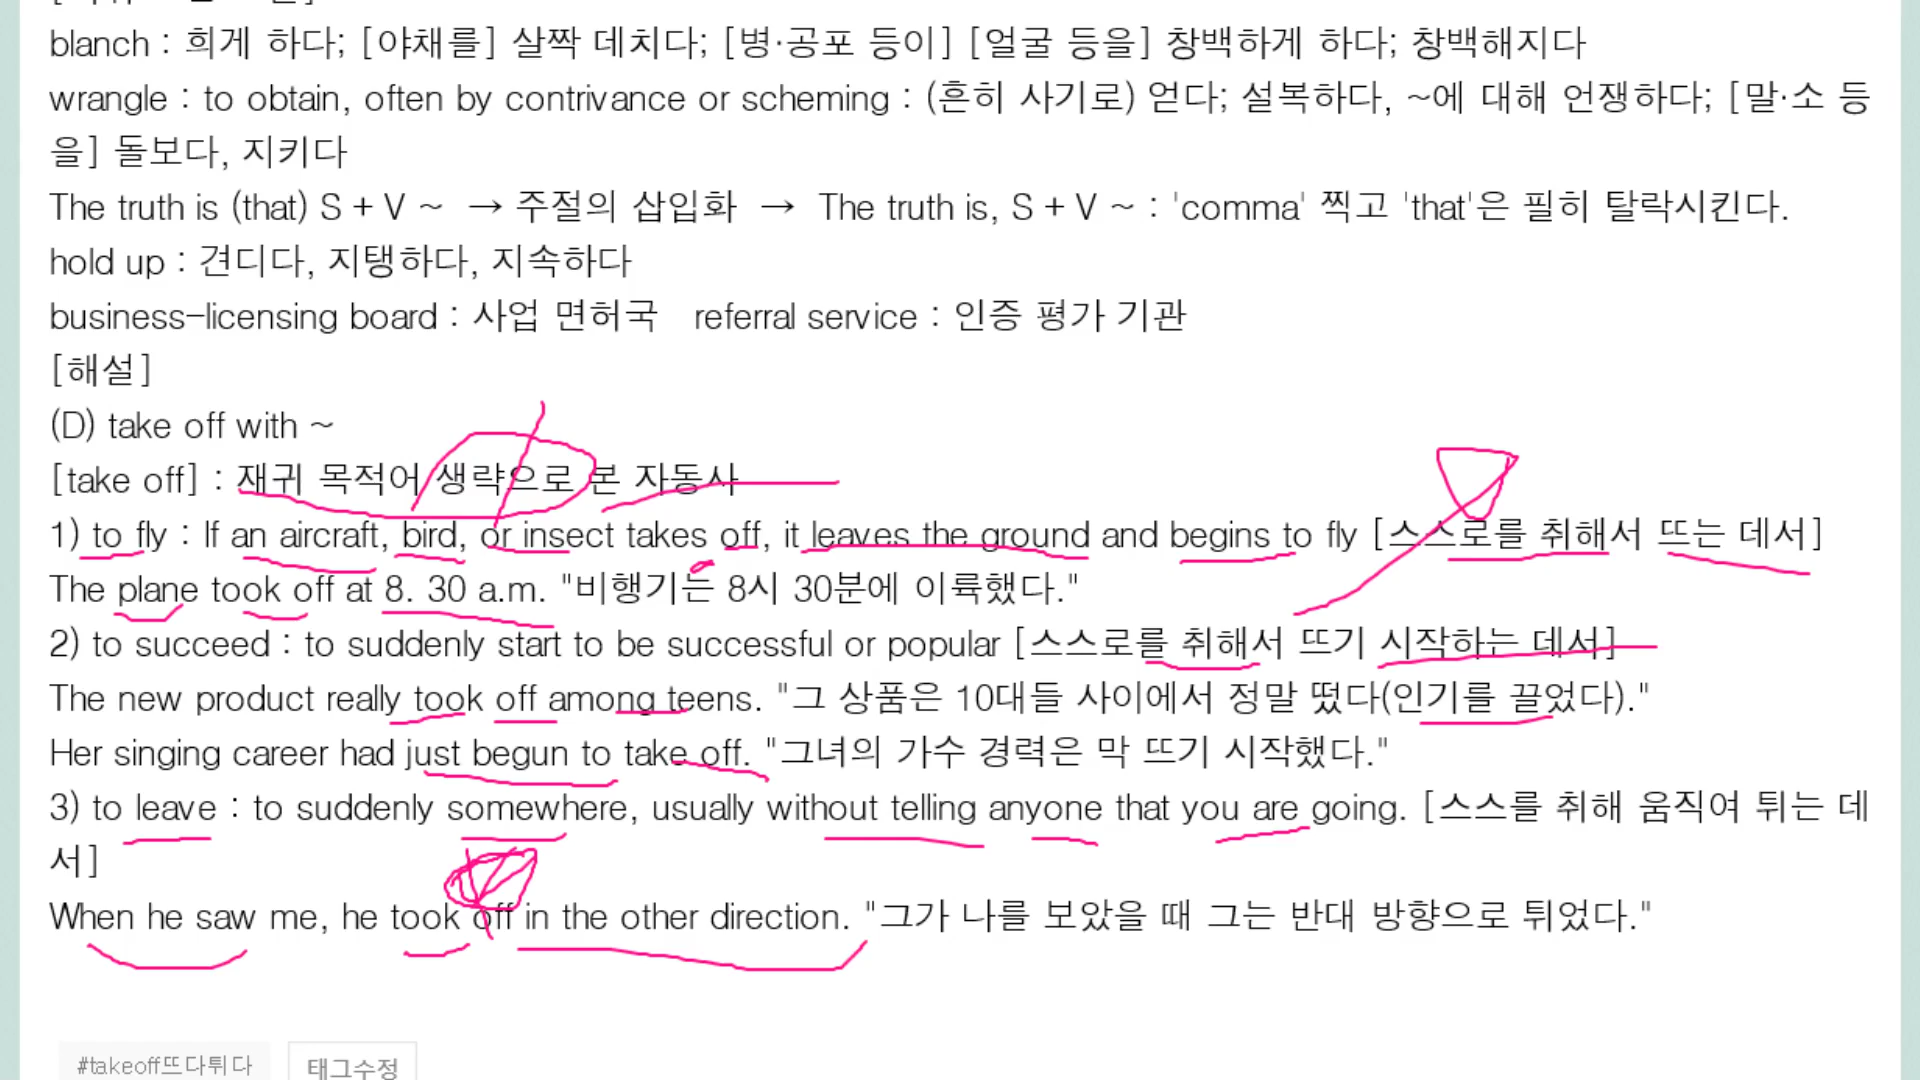 blanch : 희게 하다; [야채를] 살짝 데치다; [병·공포 등이] [얼굴 등을] 창백하게 하다; 창백해지다
wrangle : to obtain, often by contrivance or scheming : (흔히 사기로) 얻다; 설복하다, ~에 대해 언쟁하다; [말·소 등
을] 돌보다, 지키다
The truth is (that) S + V ~ → 주절의 삽입화 → The truth is, S + V ~ : 'comma' 찍고 'that'은 필히 탈락시킨다.
hold up : 견디다, 지탱하다, 지속하다
business-licensing board : 사업 면허국 referral service : 인증 평가 기관
[해설]
(D) take off with ~
[take off] : 재귀 목적어 생략으로 본 자동사
1) to fly : If an aircraft, bird, or insect takes off, it leaves the ground and begins to fly [스스로를 취해서 뜨는 데서]
The plane took off at 8. 30 a.m. "비행기는 8시 30분에 이륙했다."
2) to succeed : to suddenly start to be successful or popular [스스로를 취해서 뜨기 시작하는 데서]
The new product really took off among teens. "그 상품은 10대들 사이에서 정말 떴다(인기를 끌었다)."
Her singing career had just begun to take off. "그녀의 가수 경력은 막 뜨기 시작했다."
3) to leave : to suddenly somewhere, usually without telling anyone that you are going. [스스를 취해 움직여 튀는 데
서]
When he saw me, he took off in the other direction. "그가 나를 보았을 때 그는 반대 방향으로 튀었다."
#takeoff뜨다튀다
태그수정